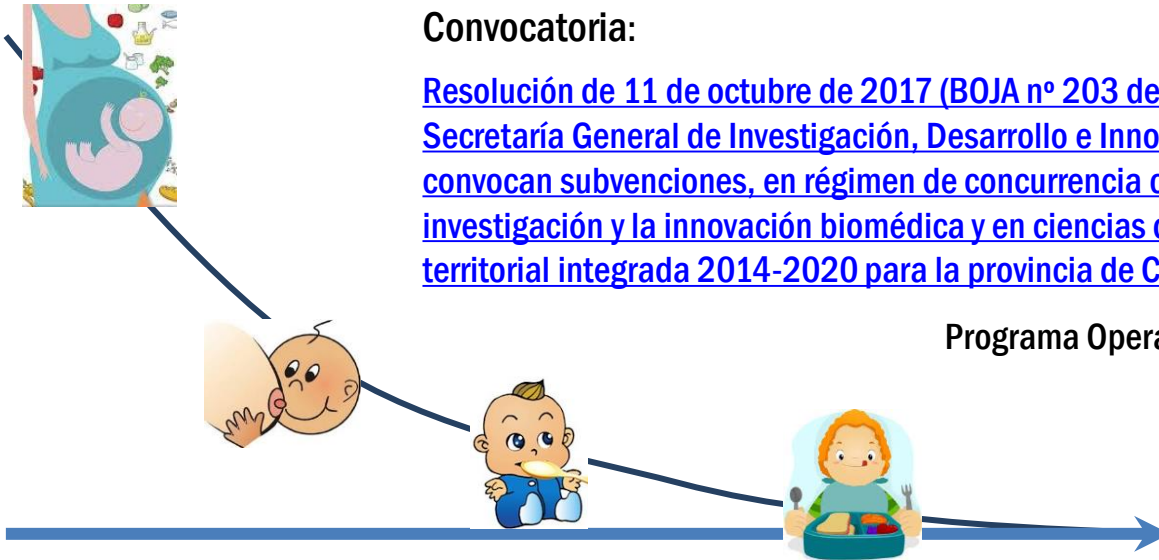 Convocatoria:
Resolución de 11 de octubre de 2017 (BOJA nº 203 de
Secretaría General de Investigación, Desarrollo e Inno
convocan subvenciones, en régimen de concurrencia
investigación y la innovación biomédica y en ciencias
territorial integrada 2014-2020 para la provincia de C
Programa Opera